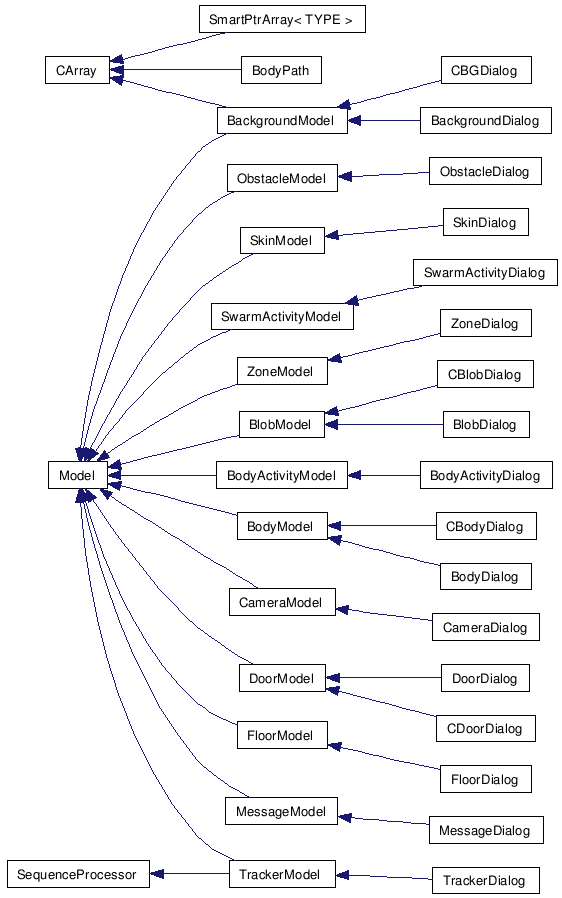 SmartPtrArray< TYPE >
CArray
BodyPath
CBGDialog
BackgroundModel
BackgroundDialog
ObstacleModel
ObstacleDialog
SkinModel
SkinDialog
SwarmActivityDialog
SwarmActivityModel
ZoneDialog
ZoneModel
CBlobDialog
BlobModel
BlobDialog
Model
BodyActivityModel
BodyActivityDialog
BodyModel
CBodyDialog
BodyDialog
CameraModel
CameraDialog
DoorModel
DoorDialog
CDoorDialog
FloorModel
FloorDialog
MessageModel
MessageDialog
SequenceProcessor
TrackerModel
TrackerDialog